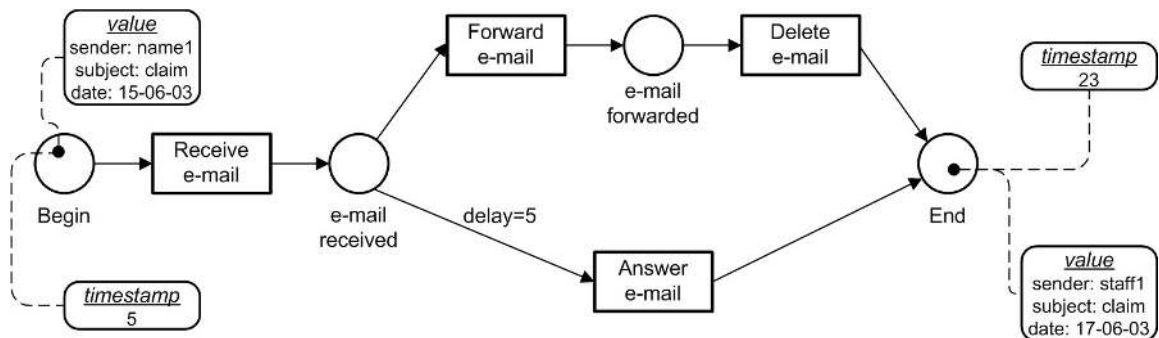 value
sender: name1
subject: claim
date: 15-06-03
Begin
timestamp
5
Receive
e-mail
e-mail
received
Forward
e-mail
e-mail
forwarded
Delete
e-mail
delay=5
Answer
e-mail
End
timestamp
23
value
sender: staff1
subject: claim
date: 17-06-03